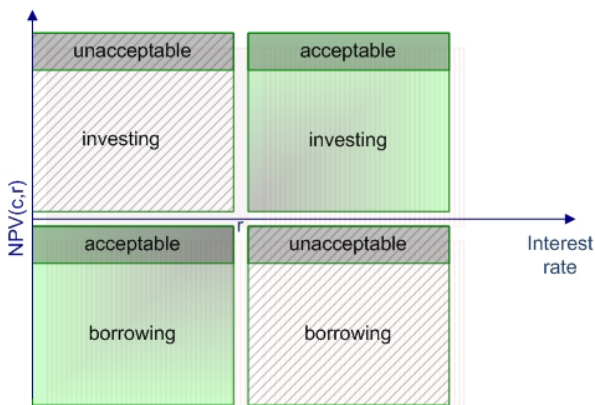 unacceptable
acceptable
investing
investing
NPV(c,r)
r
Interest
rate
acceptable
unacceptable
borrowing
borrowing